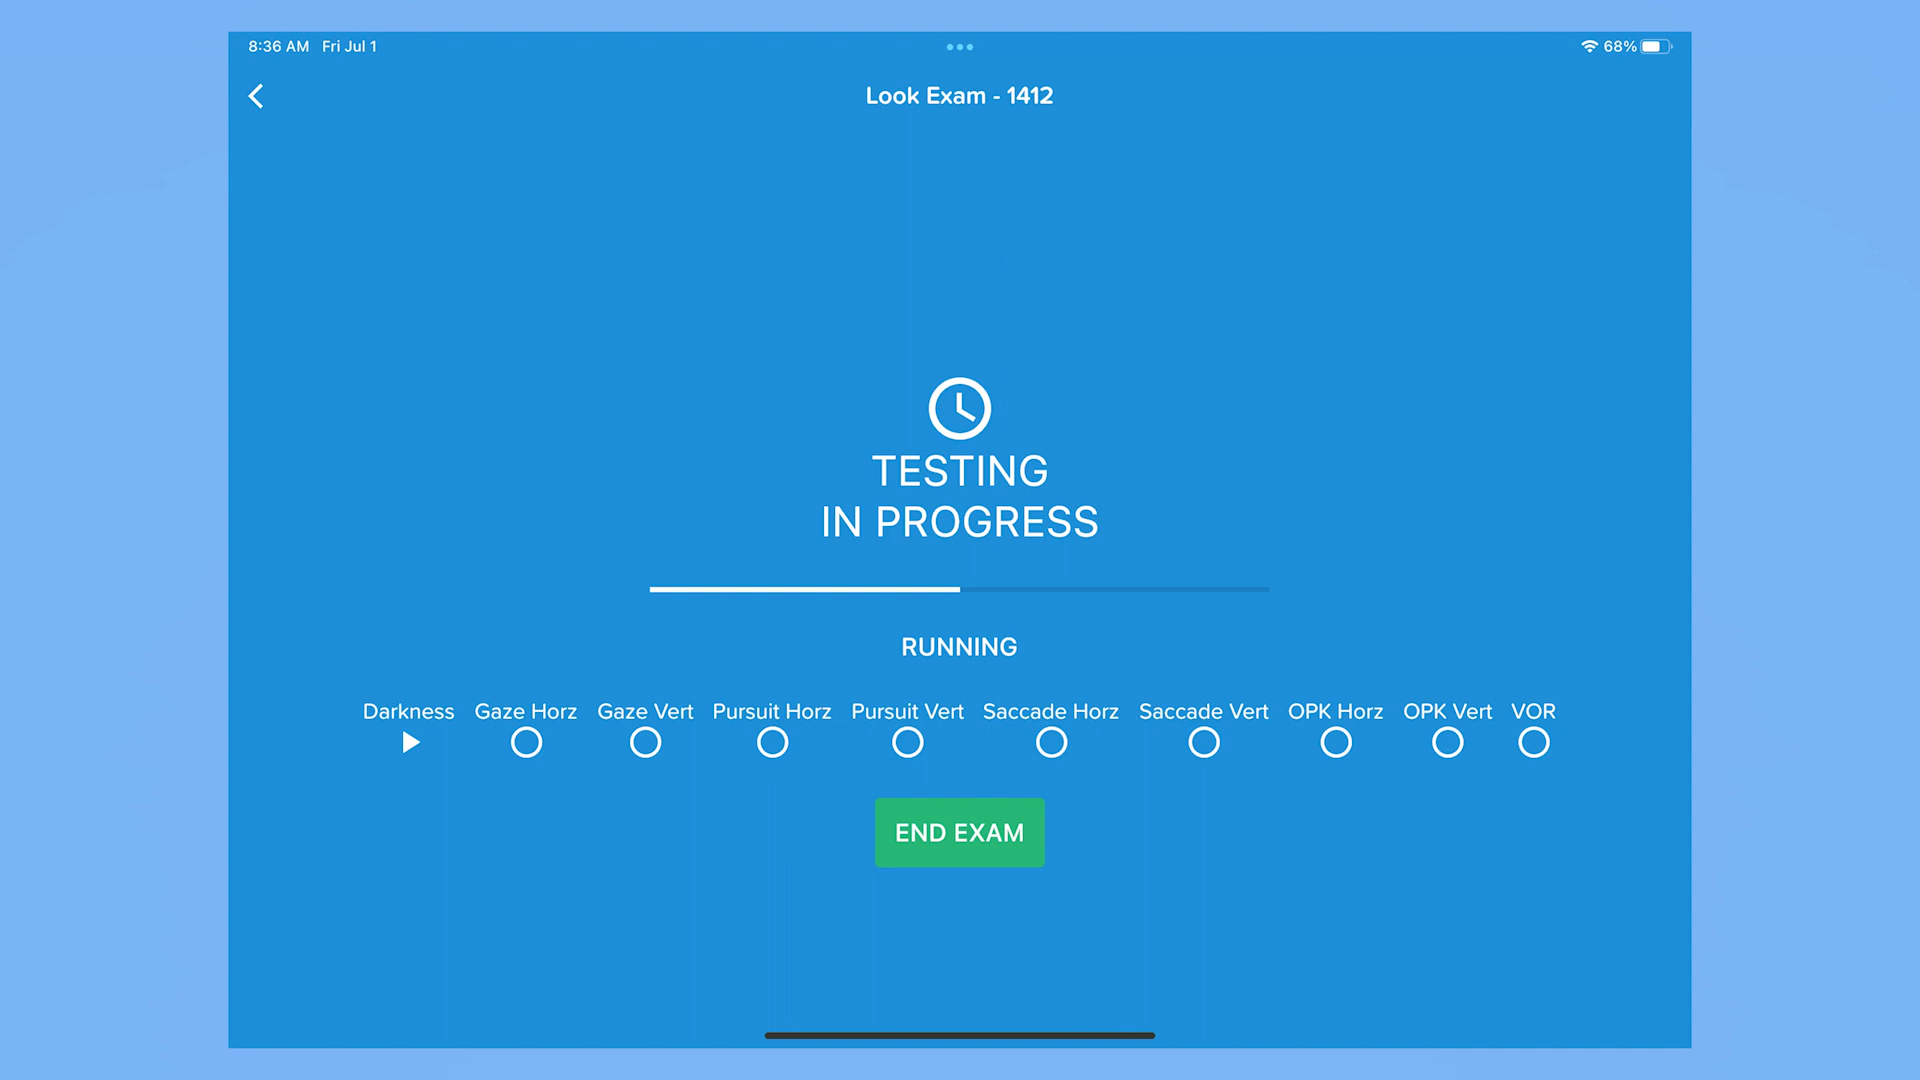 8:36 AM Fri Jul 1
68%
Look Exam - 1412
TESTING
IN PROGRESS
RUNNING
Darkness Gaze Horz Gaze Vert Pursuit Horz Pursuit Vert Saccade Horz Saccade Vert OPK Horz OPK Vert VOR
END EXAM